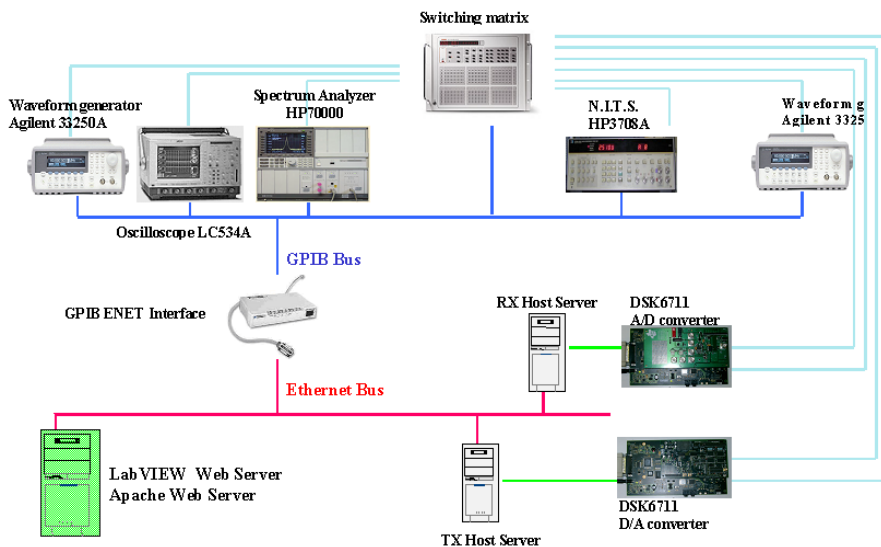 Switching matrix
Waveform generator
Agilent 33250A
Spectrum Analyzer
HP70000
N.I.T.S.
HP3708A
Waveform g
Agilent 3325
Oscilloscope LC534A
GPIB Bus
GPIB ENET Interface
RX Host Server
DSK6711
A/D converter
Ethernet Bus
LabVIEW Web Server
Apache Web Server
TX Host Server
DSK6711
D/A converter